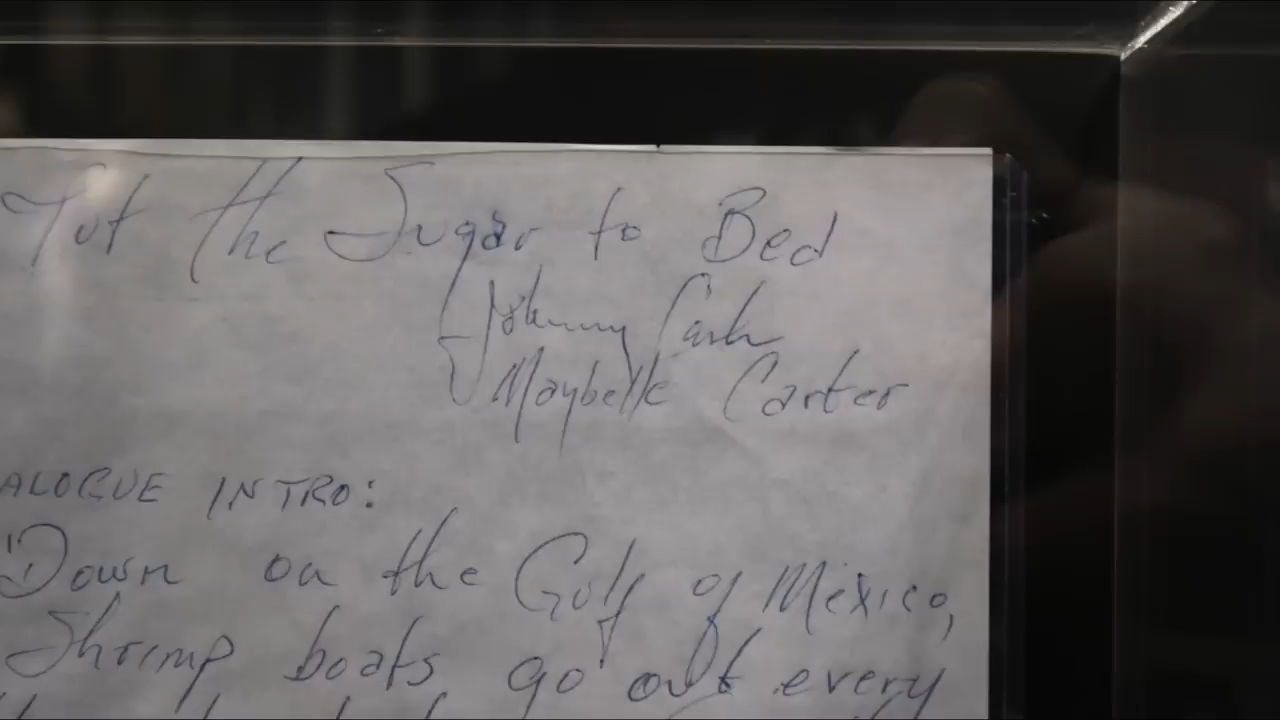 Put the Sugar to Bed
Johnny Cash
Maybelle Carter
ALOGUE INTRO:
Down on the Gulf of Mexico,
Shrimp boats go out every